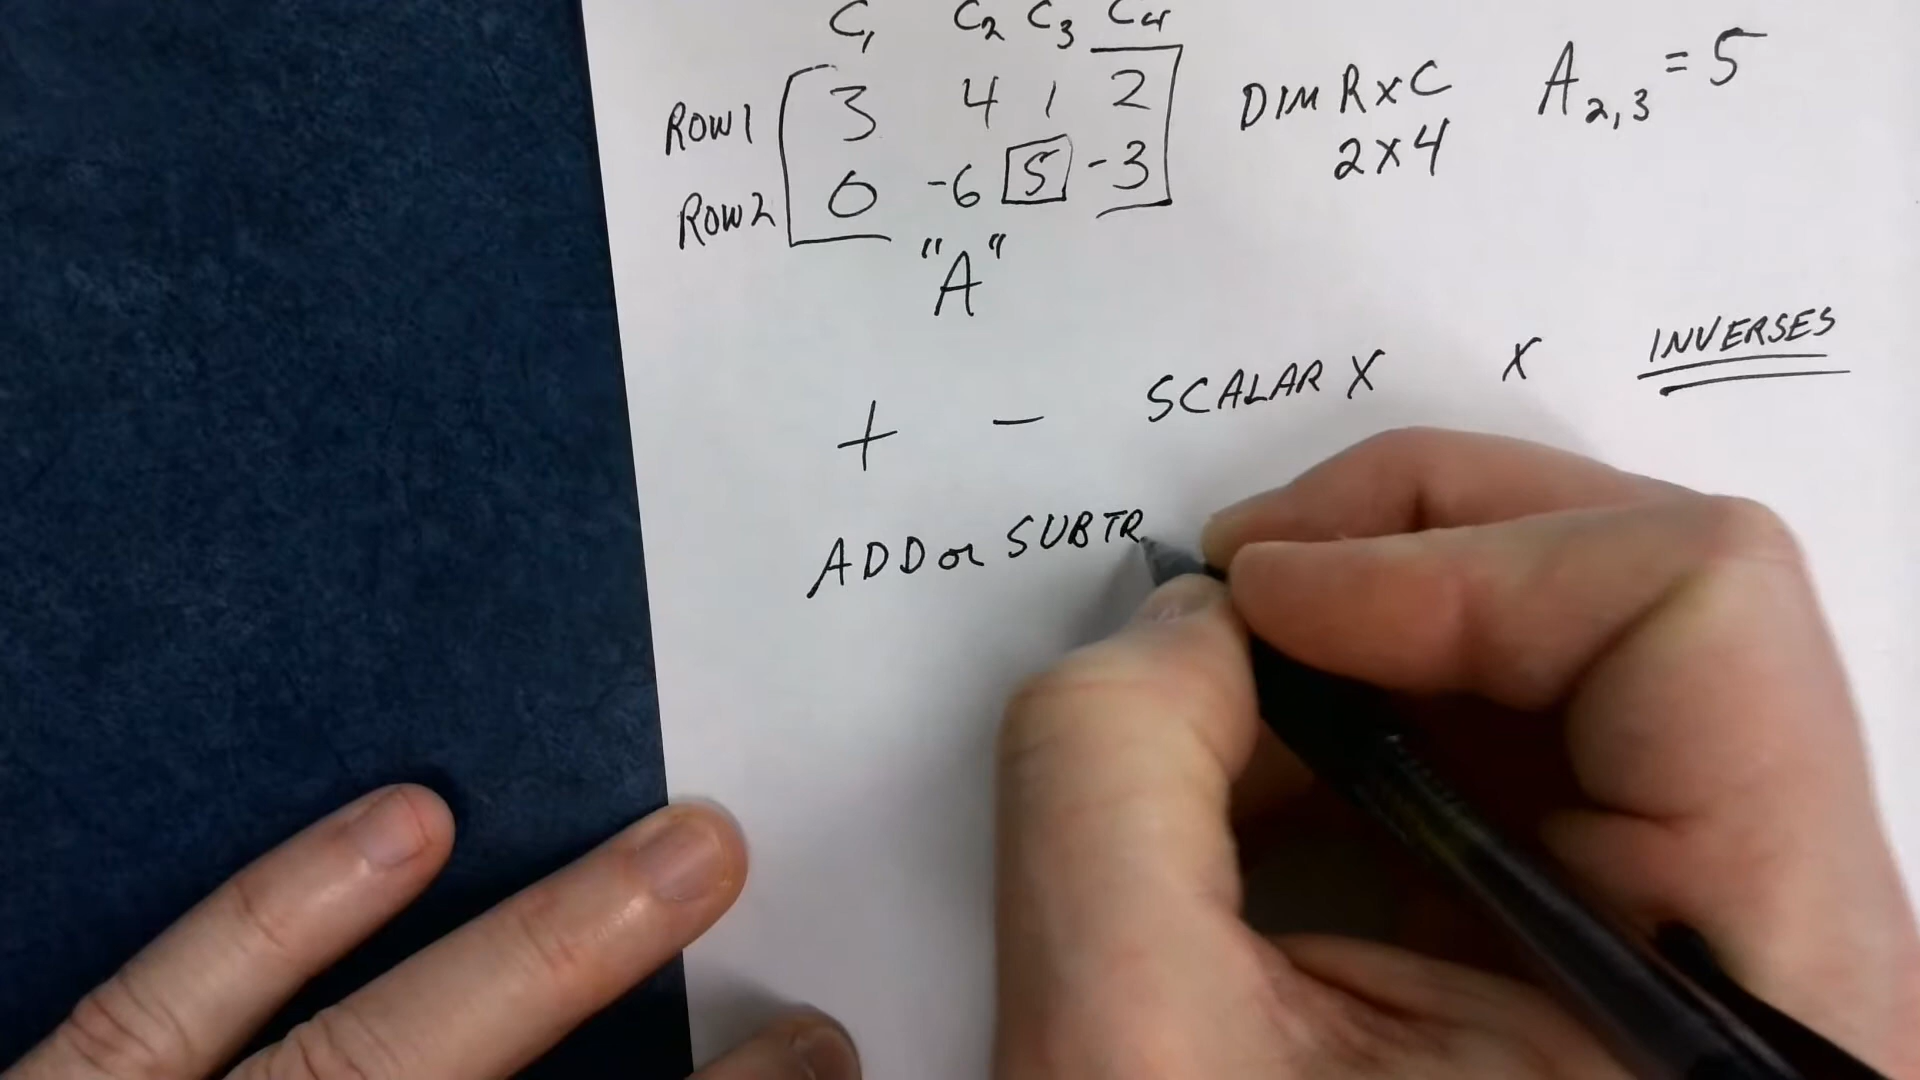 C1 C2 C3 C4
ROW1 3 4 1 2 DIM R x C A2,3 = 5
ROW2 0 -6 5 -3 2 x 4
"A"
+ - SCALAR X X INVERSES
ADD or SUBTR